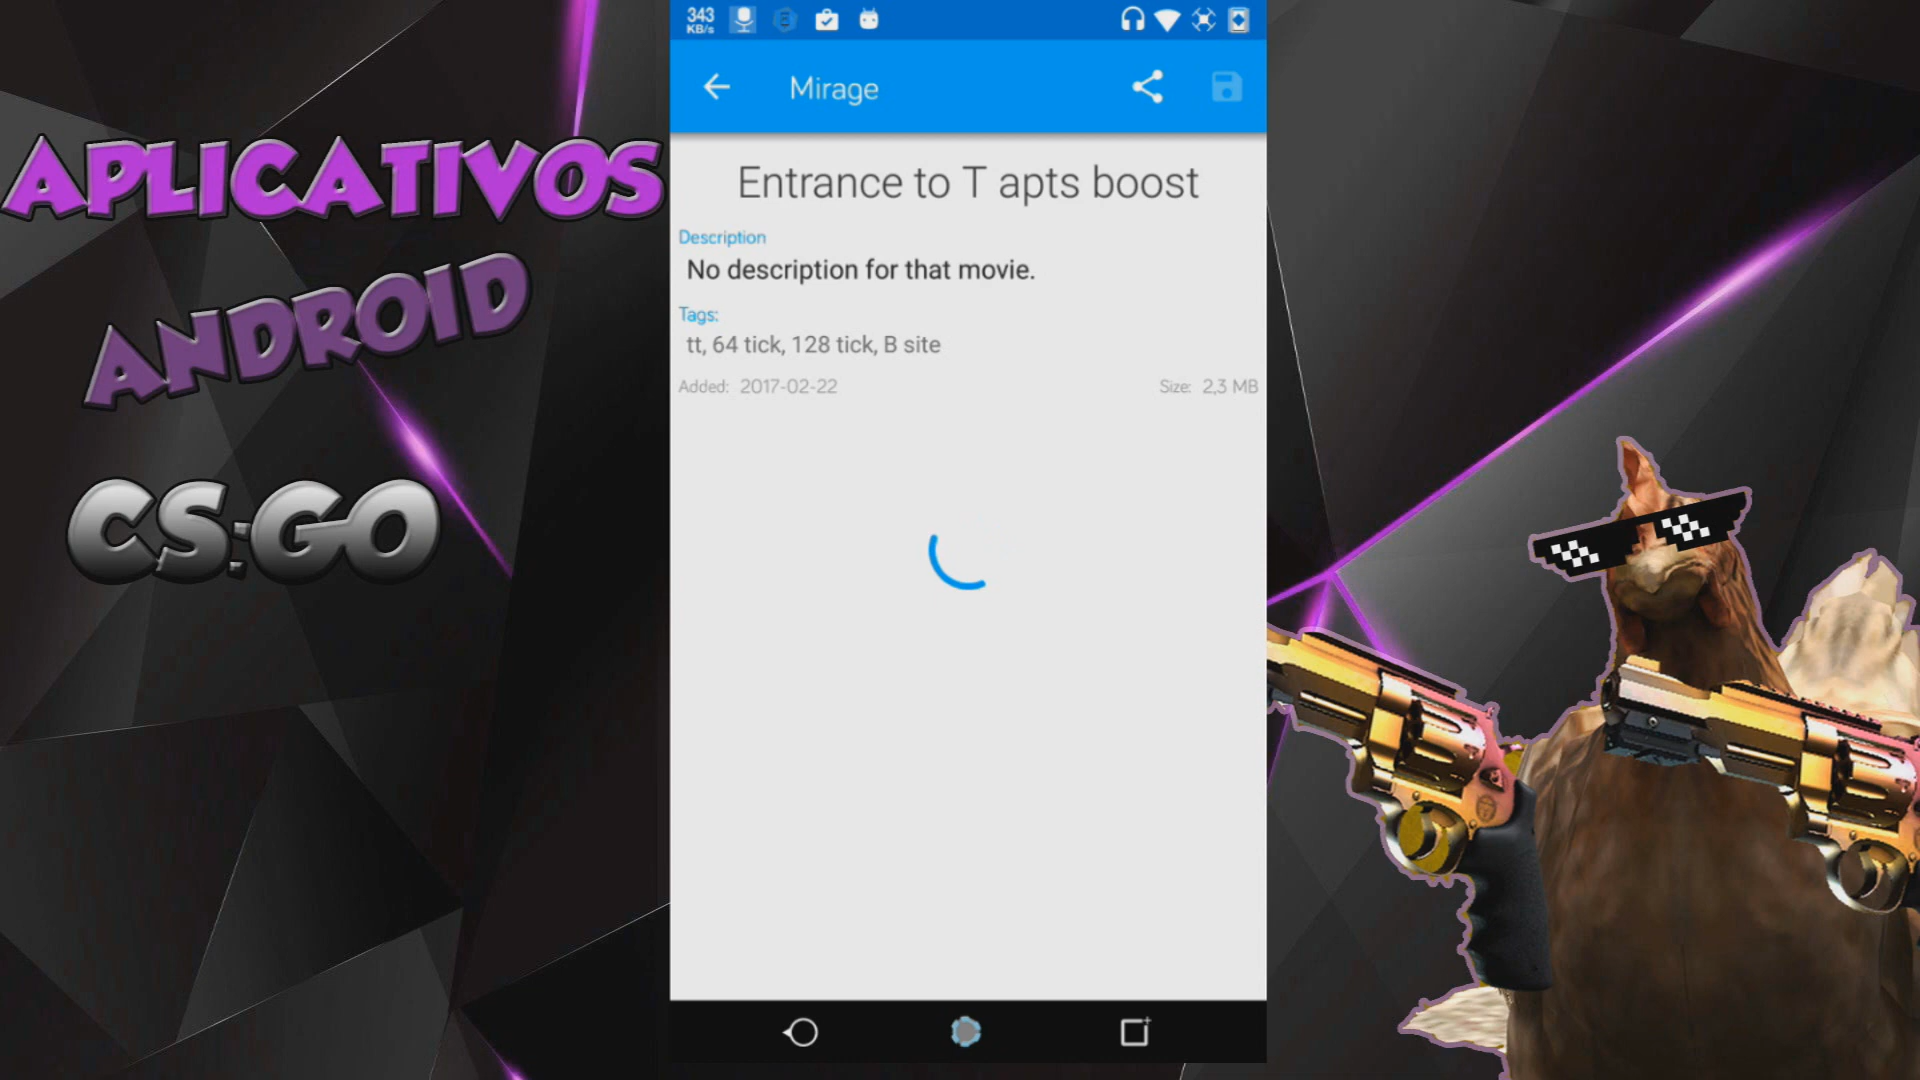 APLICATIVOS
ANDROID
CS:GO
343
KB/s
Mirage
Entrance to T apts boost
Description
No description for that movie.
Tags:
tt, 64 tick, 128 tick, B site
Added: 2017-02-22
Size: 2,3 MB